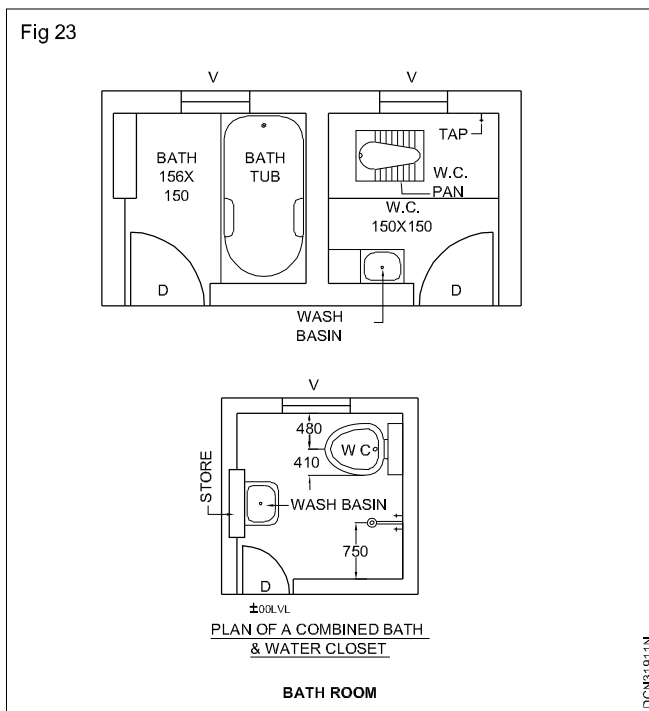 Fig 23
V
V
BATH
156X
150
BATH
TUB
TAP
W.C.
PAN
W.C.
150X150
D
D
WASH
BASIN
V
480
W C
410
STORE
WASH BASIN
750
D
±00LVL
PLAN OF A COMBINED BATH
& WATER CLOSET
BATH ROOM
DCN31911N